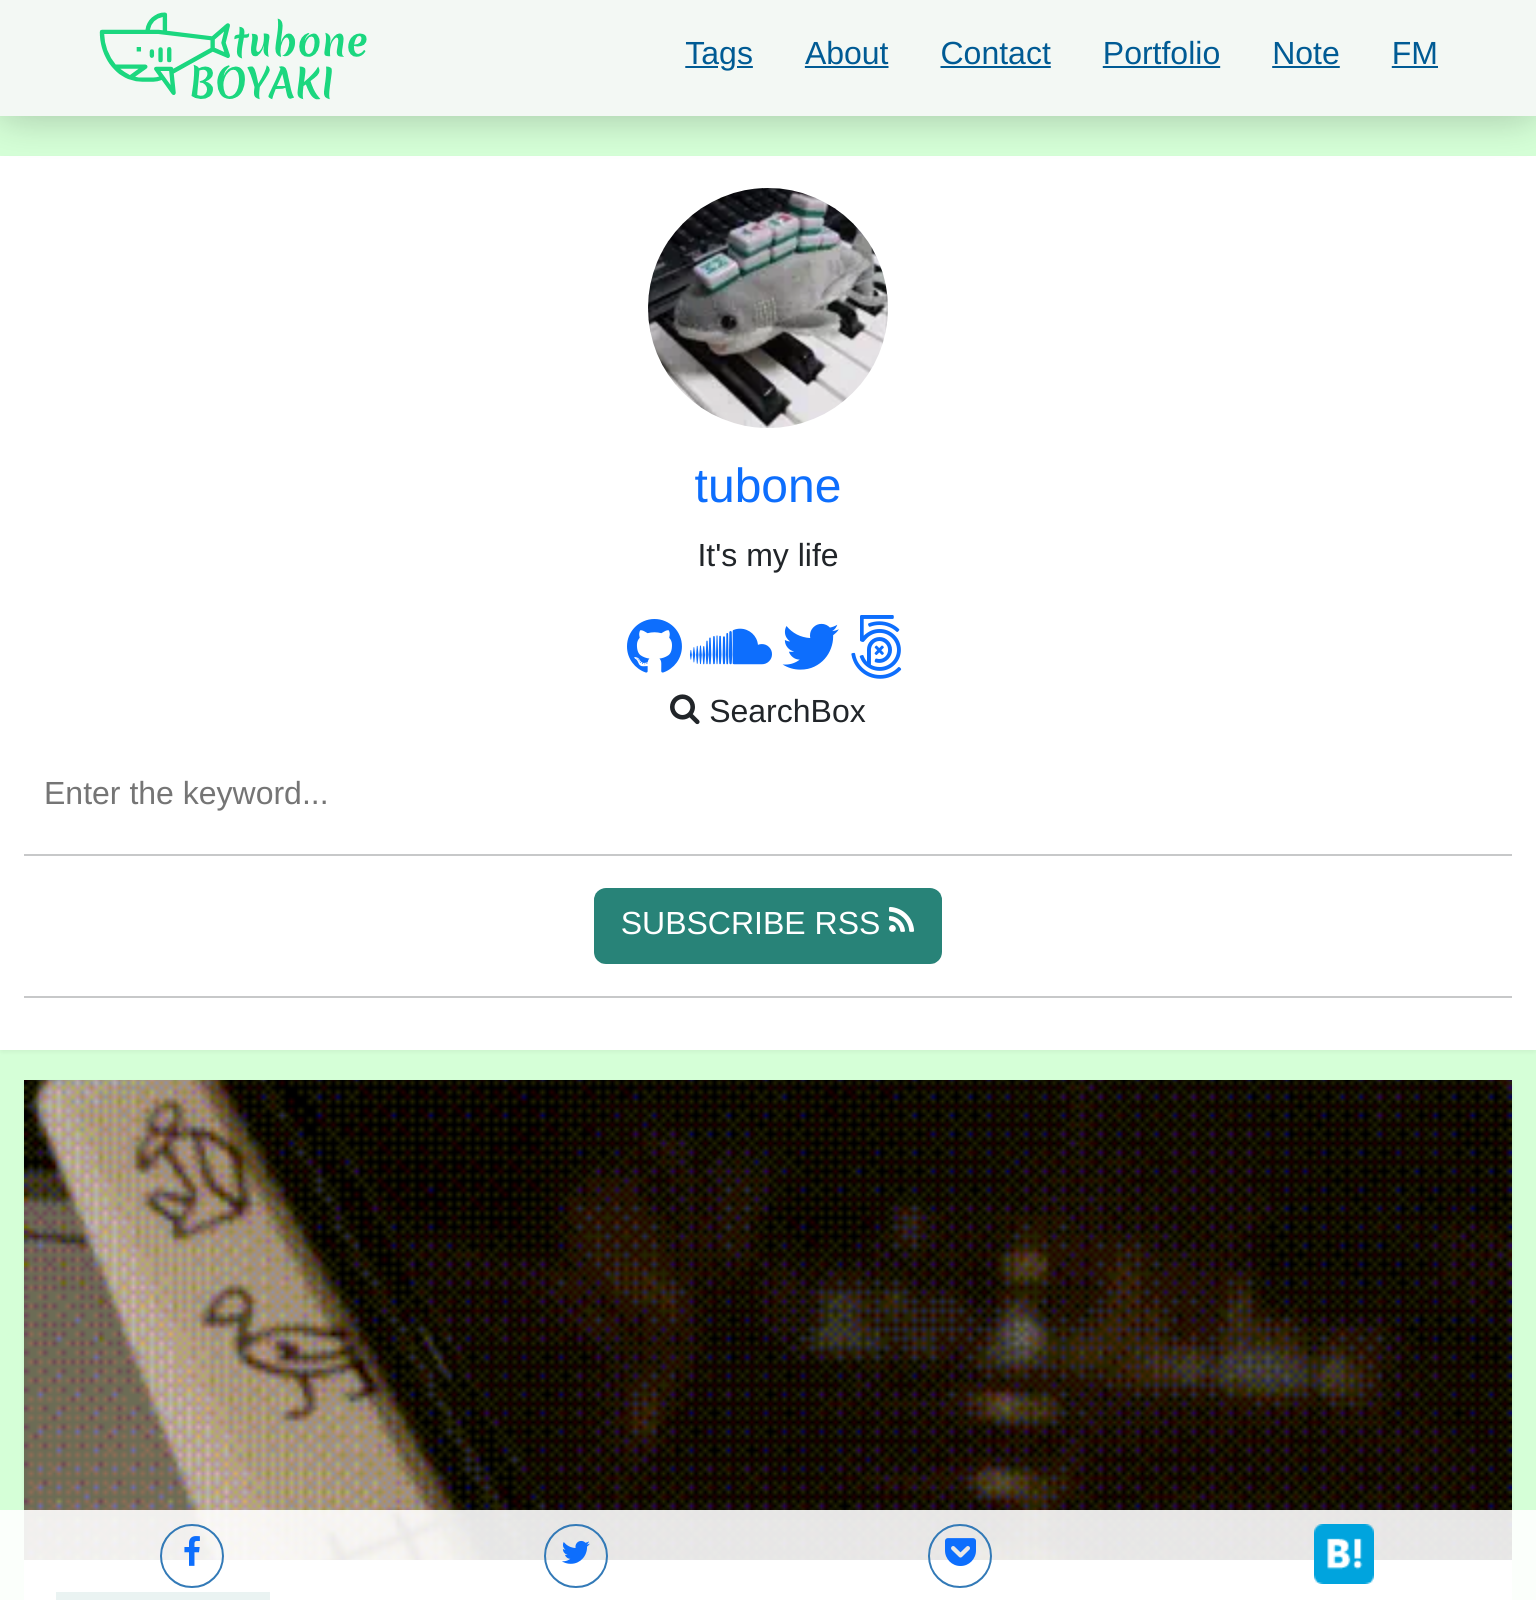 tubone
BOYAKI
Tags About Contact Portfolio Note FM
tubone
It's my life
SearchBox
Enter the keyword...
SUBSCRIBE RSS
B!